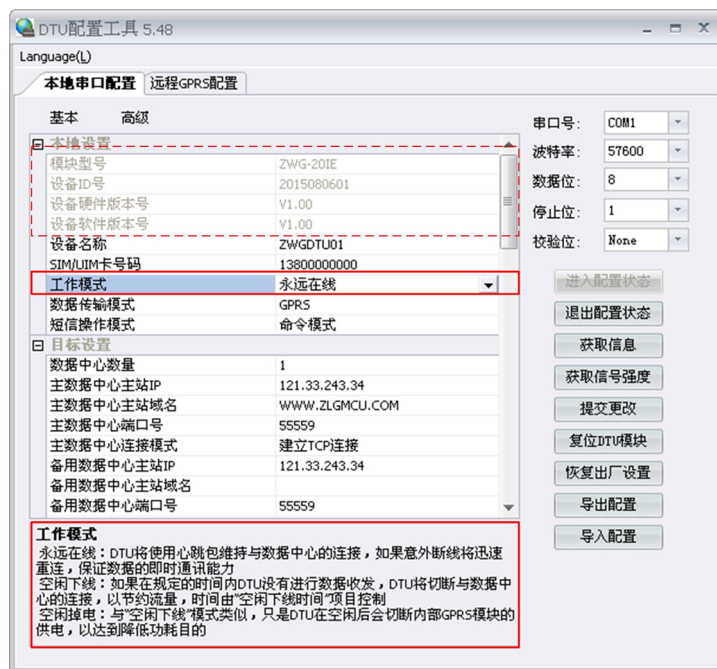 DTU配置工具 5.48
Language(L)
本地串口配置 远程GPRS配置
基本 高级
本地设置
模块型号 ZWG-20IE
设备ID号 2015080601
设备硬件版本号 V1.00
设备软件版本号 V1.00
设备名称 ZWGDTU01
SIM/UIM卡号码 13800000000
工作模式 永远在线
数据传输模式 GPRS
短信操作模式 命令模式
目标设置
数据中心数量 1
主数据中心主站IP 121.33.243.34
主数据中心主站域名 WWW.ZLGMCU.COM
主数据中心端口号 55559
主数据中心连接模式 建立TCP连接
备用数据中心主站IP 121.33.243.34
备用数据中心主站域名
备用数据中心端口号 55559
工作模式
永远在线：DTU将使用心跳包维持与数据中心的连接，如果意外断线将迅速
重连，保证数据的即时通讯能力
空闲下线：如果在规定的时间内DTU没有进行数据收发，DTU将切断与数据中
心的连接，以节约流量，时间由"空闲下线时间"项目控制
空闲掉电：与"空闲下线"模式类似，只是DTU在空闲后会切断内部GPRS模块的
供电，以达到降低功耗目的
串口号： COM1
波特率： 57600
数据位： 8
停止位： 1
校验位： None
进入配置状态
退出配置状态
获取信息
获取信号强度
提交更改
复位DTU模块
恢复出厂设置
导出配置
导入配置